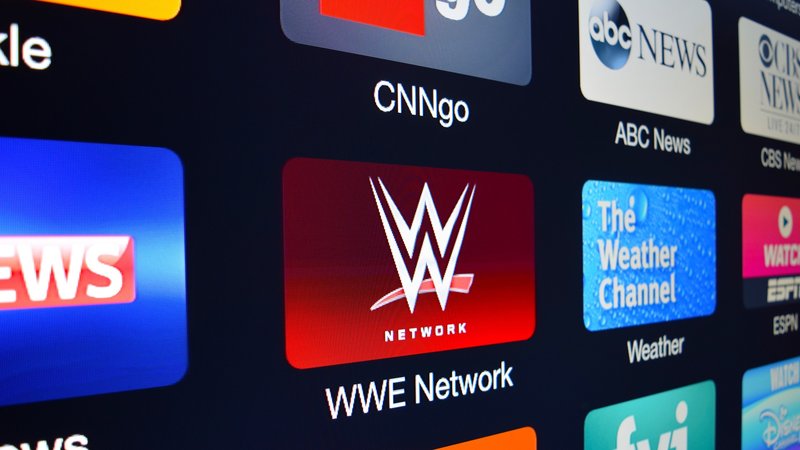 kle
go
CNNgo
abc NEWS
ABC News
CBS
NEWS
LIVE 24/7
CBS New
EWS
ews
W
NETWORK
WWE Network
The
Weather
Channel
Weather
WATCH
ESPN
ESPN
fyi
WATCH
Disney